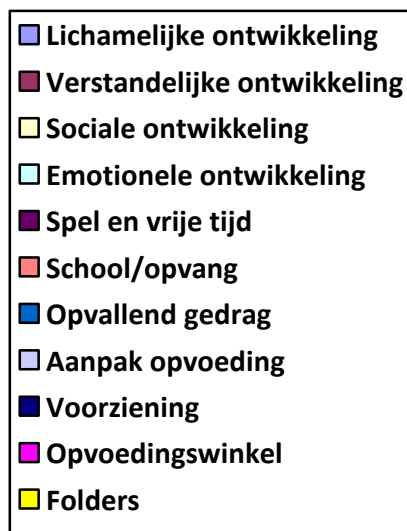 Lichamelijke ontwikkeling
Verstandelijke ontwikkeling
Sociale ontwikkeling
Emotionele ontwikkeling
Spel en vrije tijd
School/opvang
Opvallend gedrag
Aanpak opvoeding
Voorziening
Opvoedingswinkel
Folders